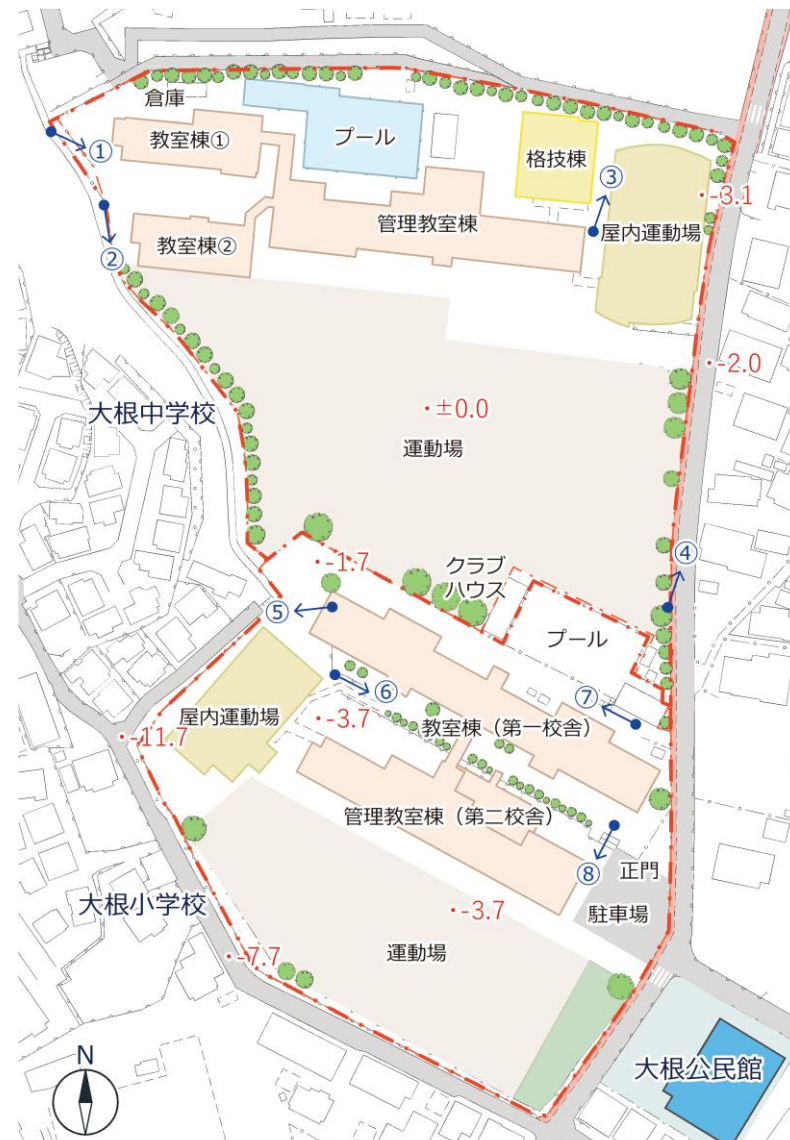 倉庫
教室棟①
プール
格技棟
①
③
-3.1
管理教室棟
屋内運動場
教室棟②
②
-2.0
大根中学校
±0.0
運動場
-1.7
クラブ
ハウス
④
⑤
プール
⑥
⑦
屋内運動場
-3.7
教室棟（第一校舎）
-11.7
管理教室棟（第二校舎）
⑧
正門
大根小学校
-3.7
駐車場
運動場
-7.7
N
大根公民館